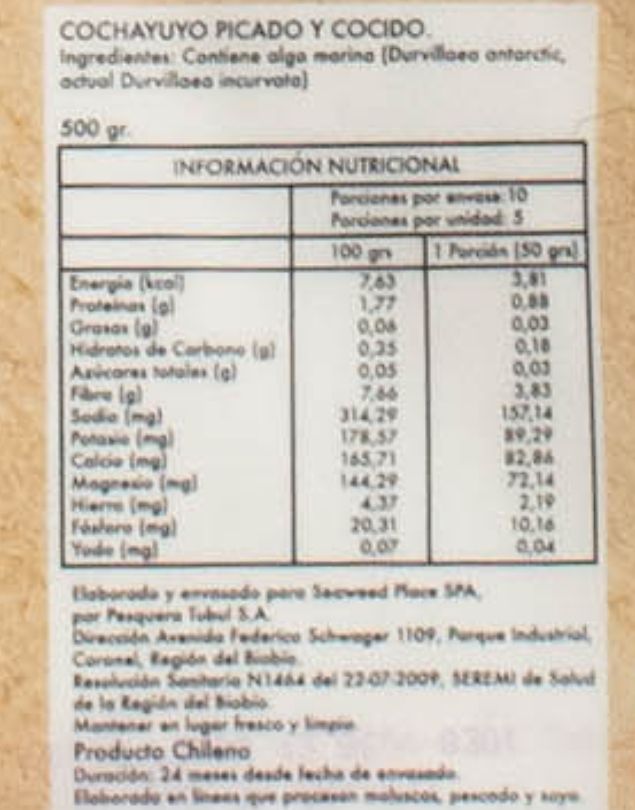 COCHAYUYO PICADO Y COCIDO.
Ingredientes: Contiene alga marina (Durvillaea antarctic,
actual Durvillaea incurvata)
500 gr.
INFORMACIÓN NUTRICIONAL
Porciones por envase: 10
Porciones por unidad: 5
100 grs 1 Porción (50 grs)
Energía (kcal) 7,63 3,81
Proteínas (g) 1,77 0,88
Grasas (g) 0,06 0,03
Hidratos de Carbono (g) 0,35 0,18
Azúcares totales (g) 0,05 0,03
Fibra (g) 7,66 3,83
Sodio (mg) 314,29 157,14
Potasio (mg) 178,57 89,29
Calcio (mg) 165,71 82,86
Magnesio (mg) 144,29 72,14
Hierro (mg) 4,37 2,19
Fósforo (mg) 20,31 10,16
Yodo (mg) 0,07 0,04
Elaborado y envasado para Seaweed Place SPA,
por Pesquera Tubul S.A.
Dirección Avenida Federico Schwager 1109, Parque Industrial,
Coronel, Región del Biobío.
Resolución Sanitaria N1464 del 22-07-2009, SEREMI de Salud
de la Región del Biobío.
Mantener en lugar fresco y limpio.
Producto Chileno
Duración: 24 meses desde fecha de envasado.
Elaborado en líneas que procesan moluscos, pescado y soya.